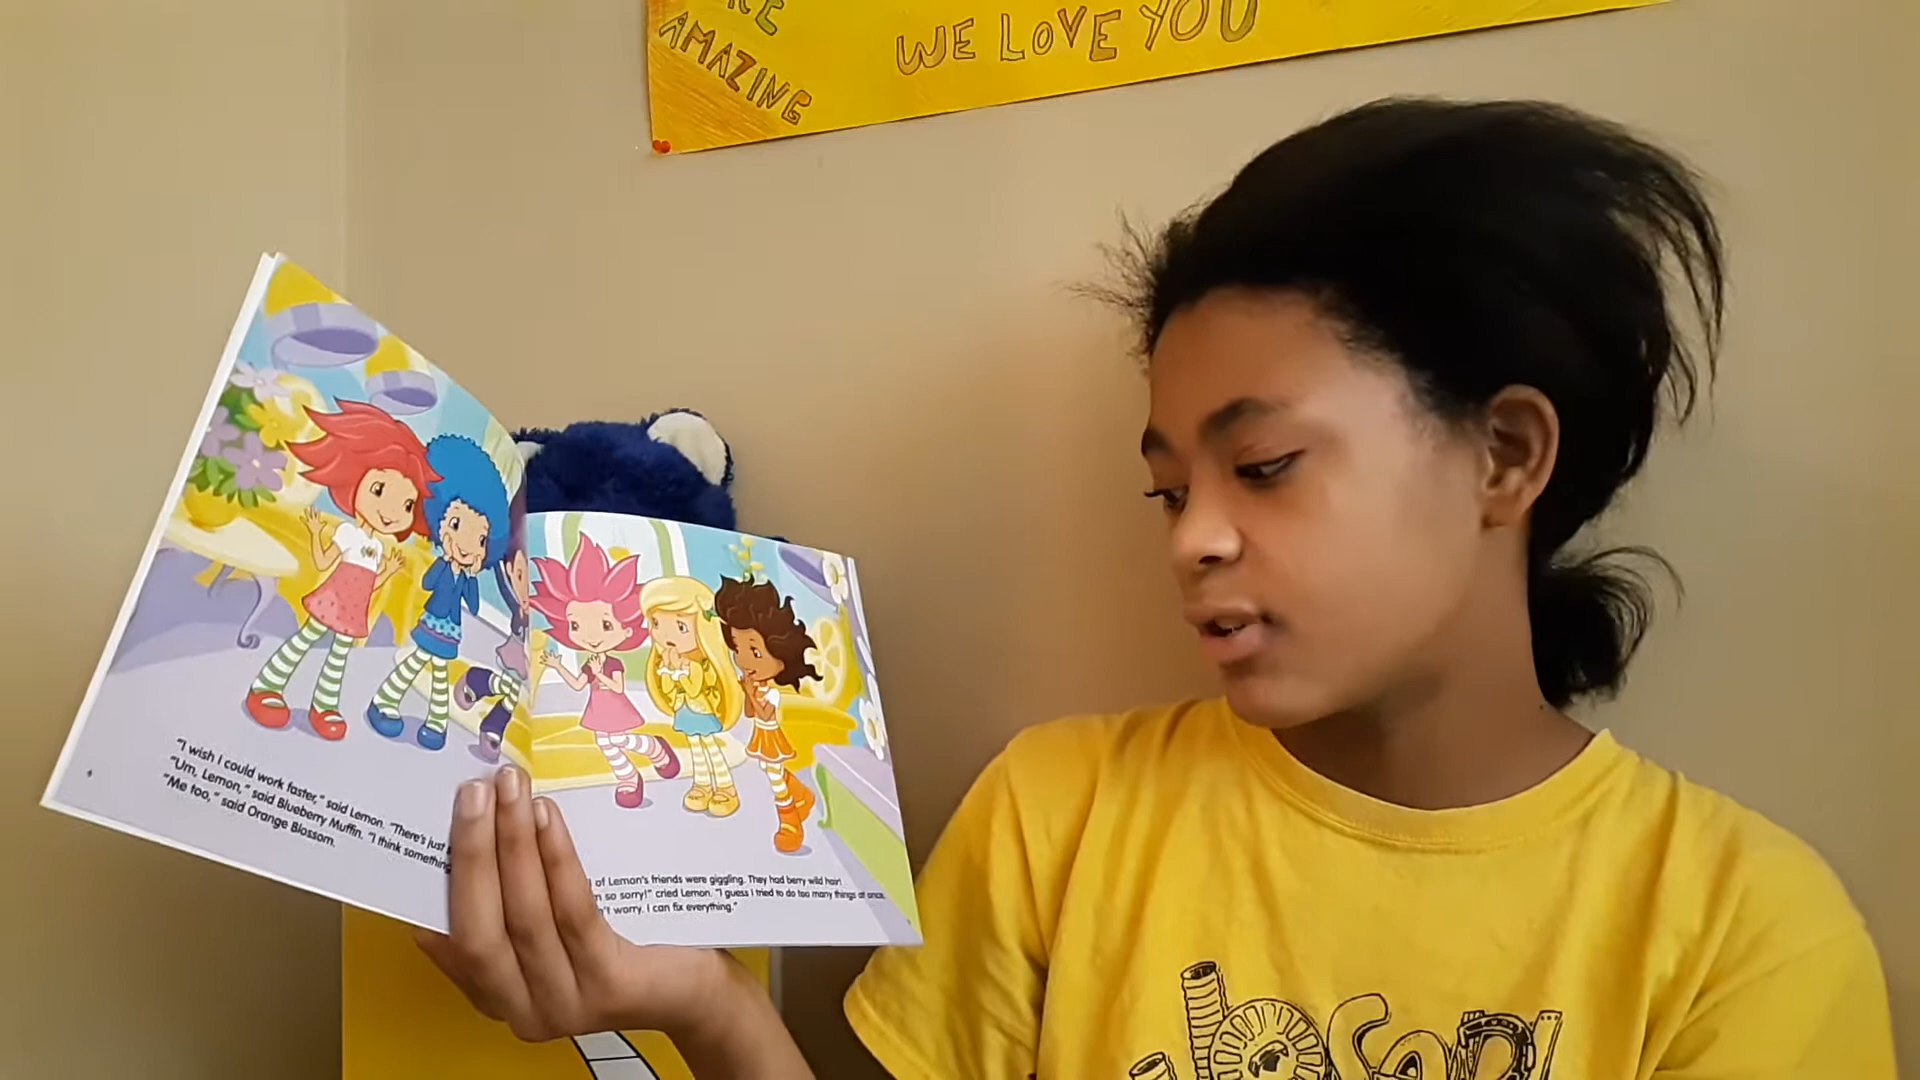 AMAZING
WE LOVE YOU
"I wish I could work faster," said Lemon. "There's just
"Um, Lemon," said Blueberry Muffin. "I think something
"Me too," said Orange Blossom.
4
of Lemon's friends were giggling. They had berry wild hair!
so sorry!" cried Lemon. "I guess I tried to do too many things at once.
worry. I can fix everything."